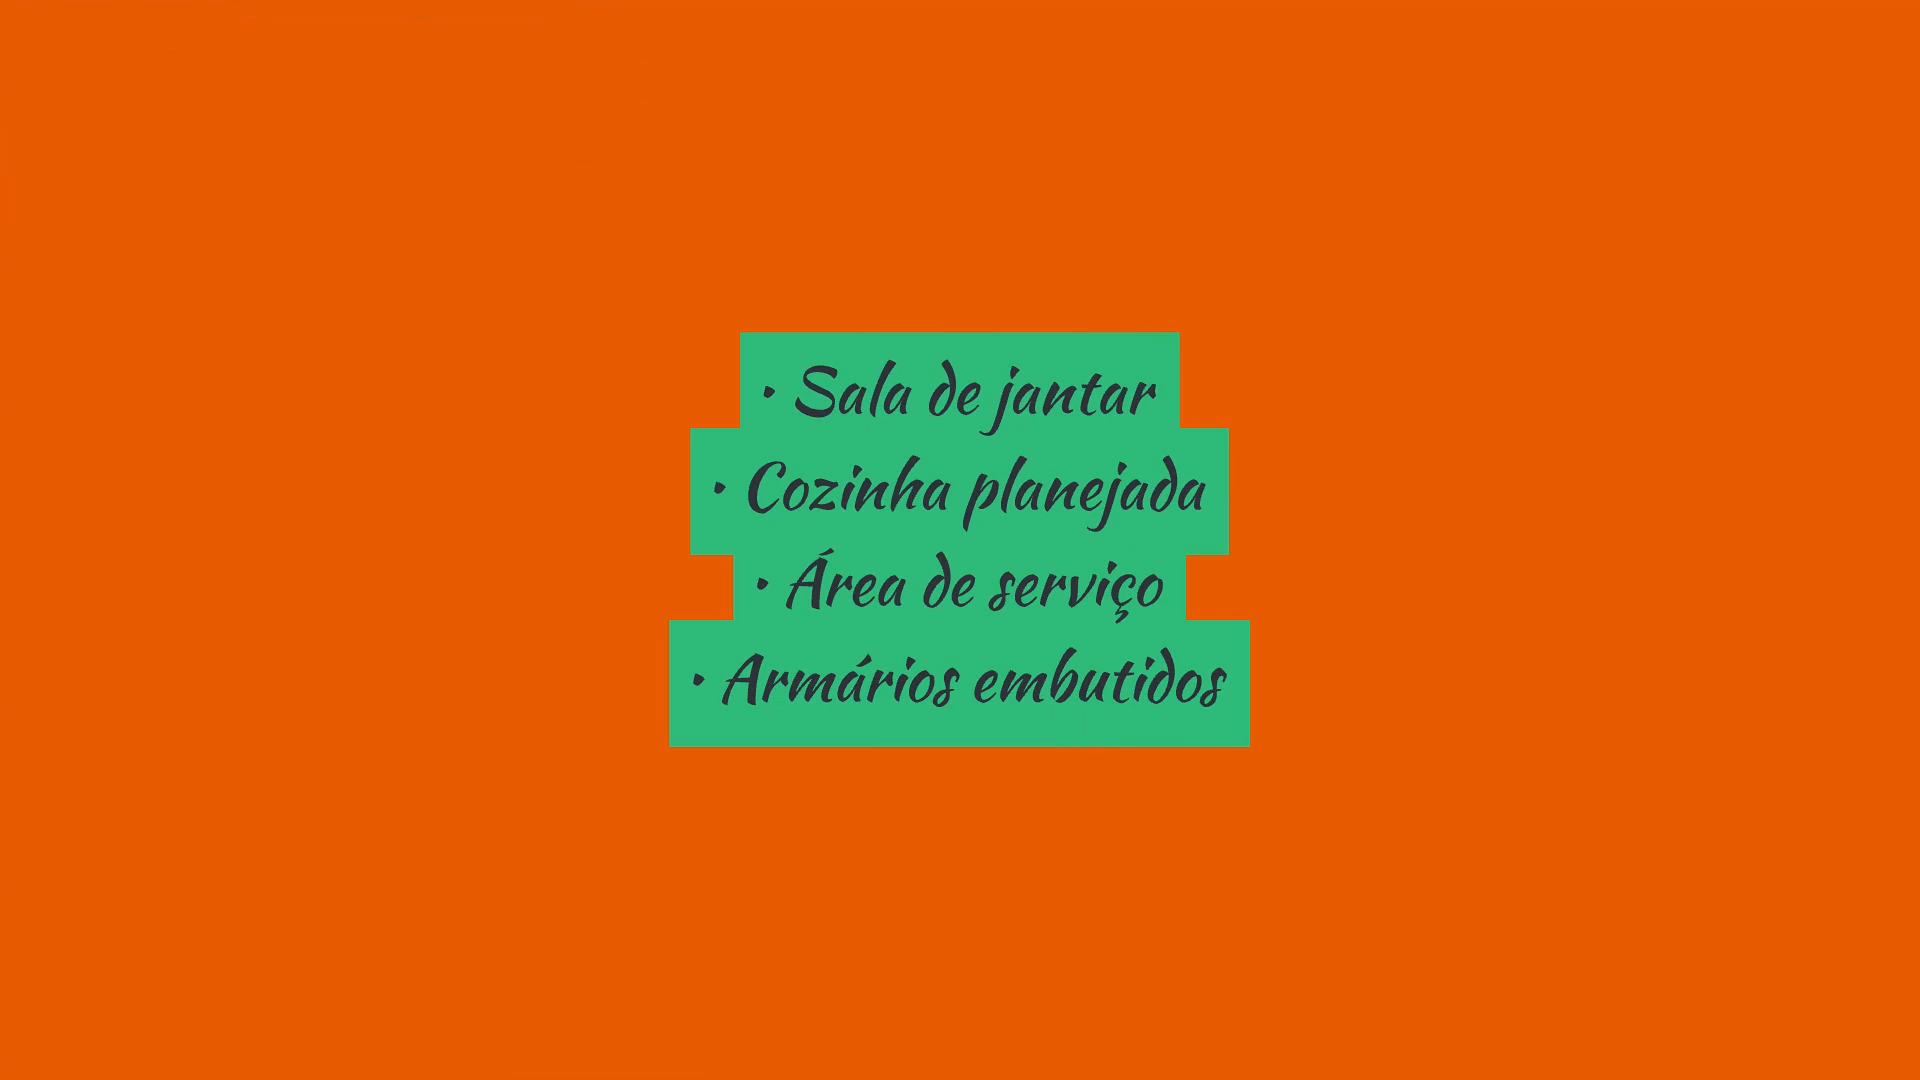 • Sala de jantar
• Cozinha planejada
• Área de serviço
• Armários embutidos